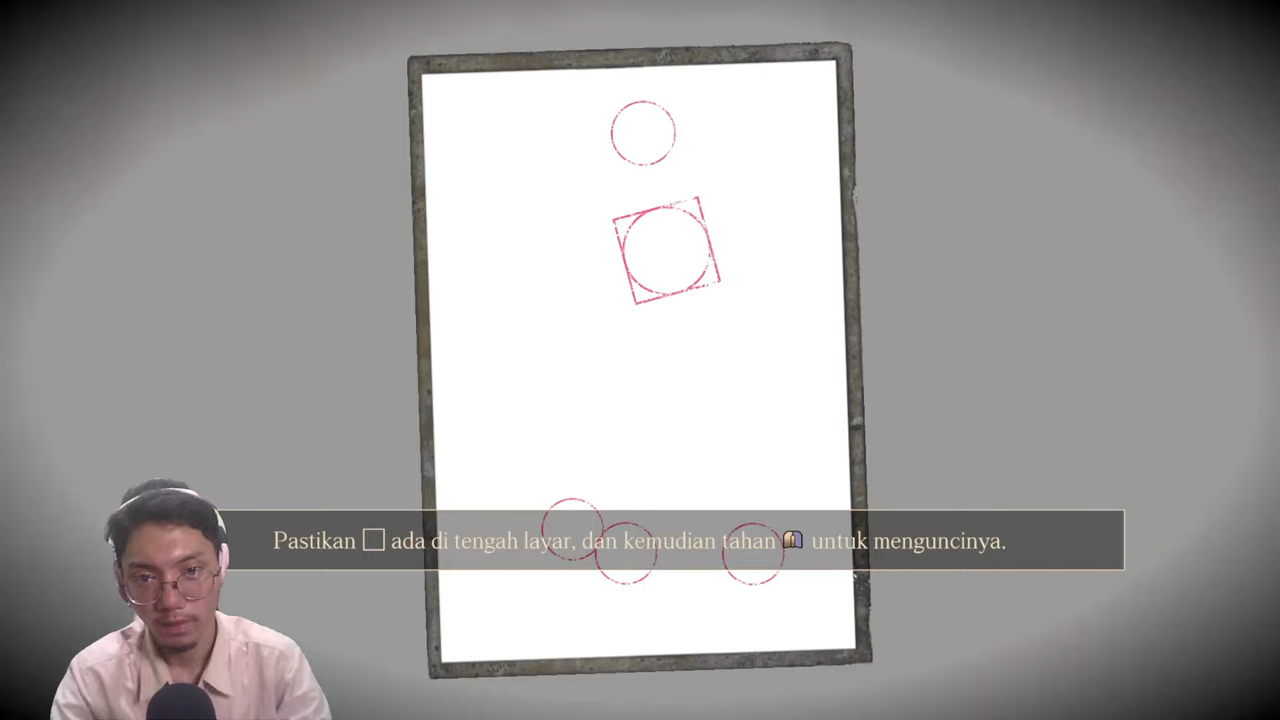 Pastikan □ ada di tengah layar, dan kemudian tahan untuk menguncinya.